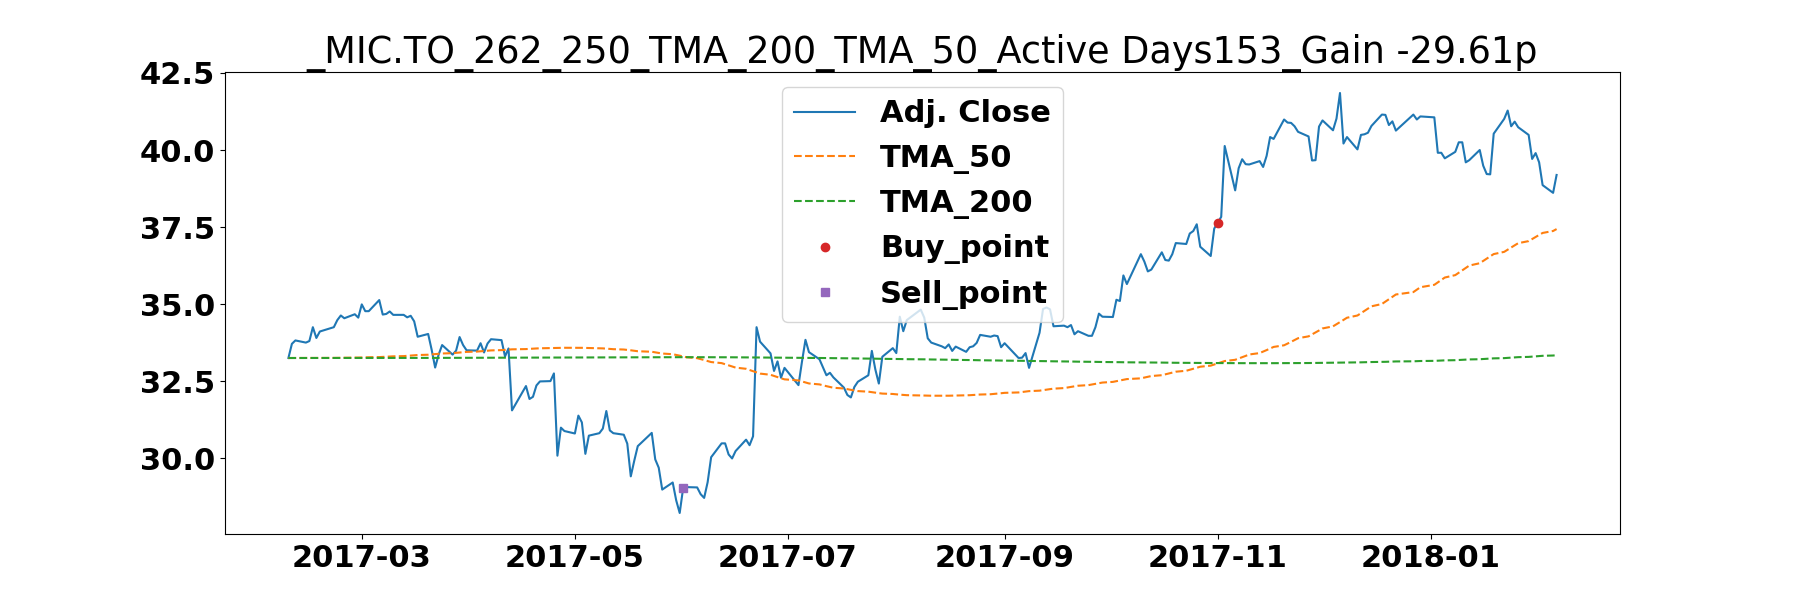 _MIC.TO_262_250_TMA_200_TMA_50_Active Days153_Gain -29.61p
42.5
40.0
37.5
35.0
32.5
30.0
Adj. Close
TMA_50
TMA_200
Buy_point
Sell_point
2017-03 2017-05 2017-07 2017-09 2017-11 2018-01